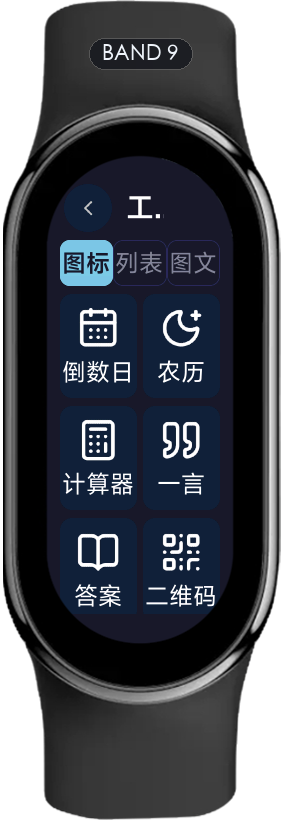 BAND 9
工.
图标 列表 图文
倒数日 农历
计算器 一言
答案 二维码